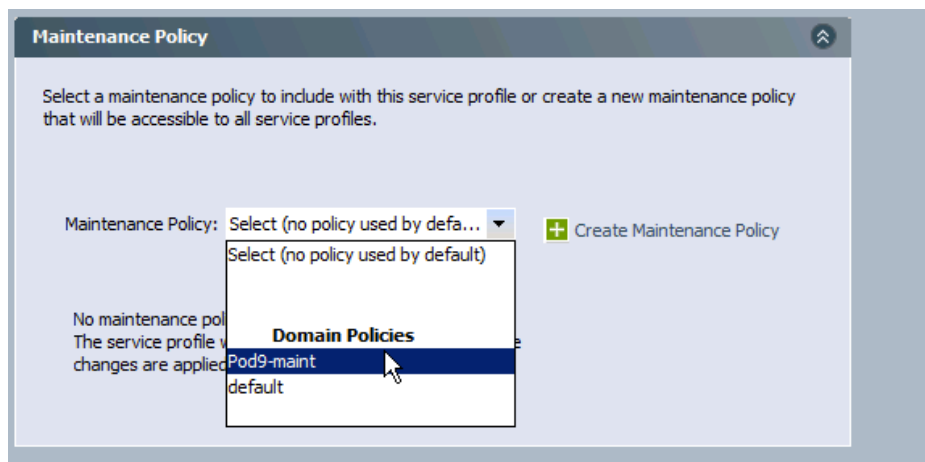 Maintenance Policy
Select a maintenance policy to include with this service profile or create a new maintenance policy
that will be accessible to all service profiles.
Maintenance Policy: Select (no policy used by defa... Create Maintenance Policy
Select (no policy used by default)
No maintenance pol
Domain Policies
The service profile
Pod9-maint
changes are applied
default